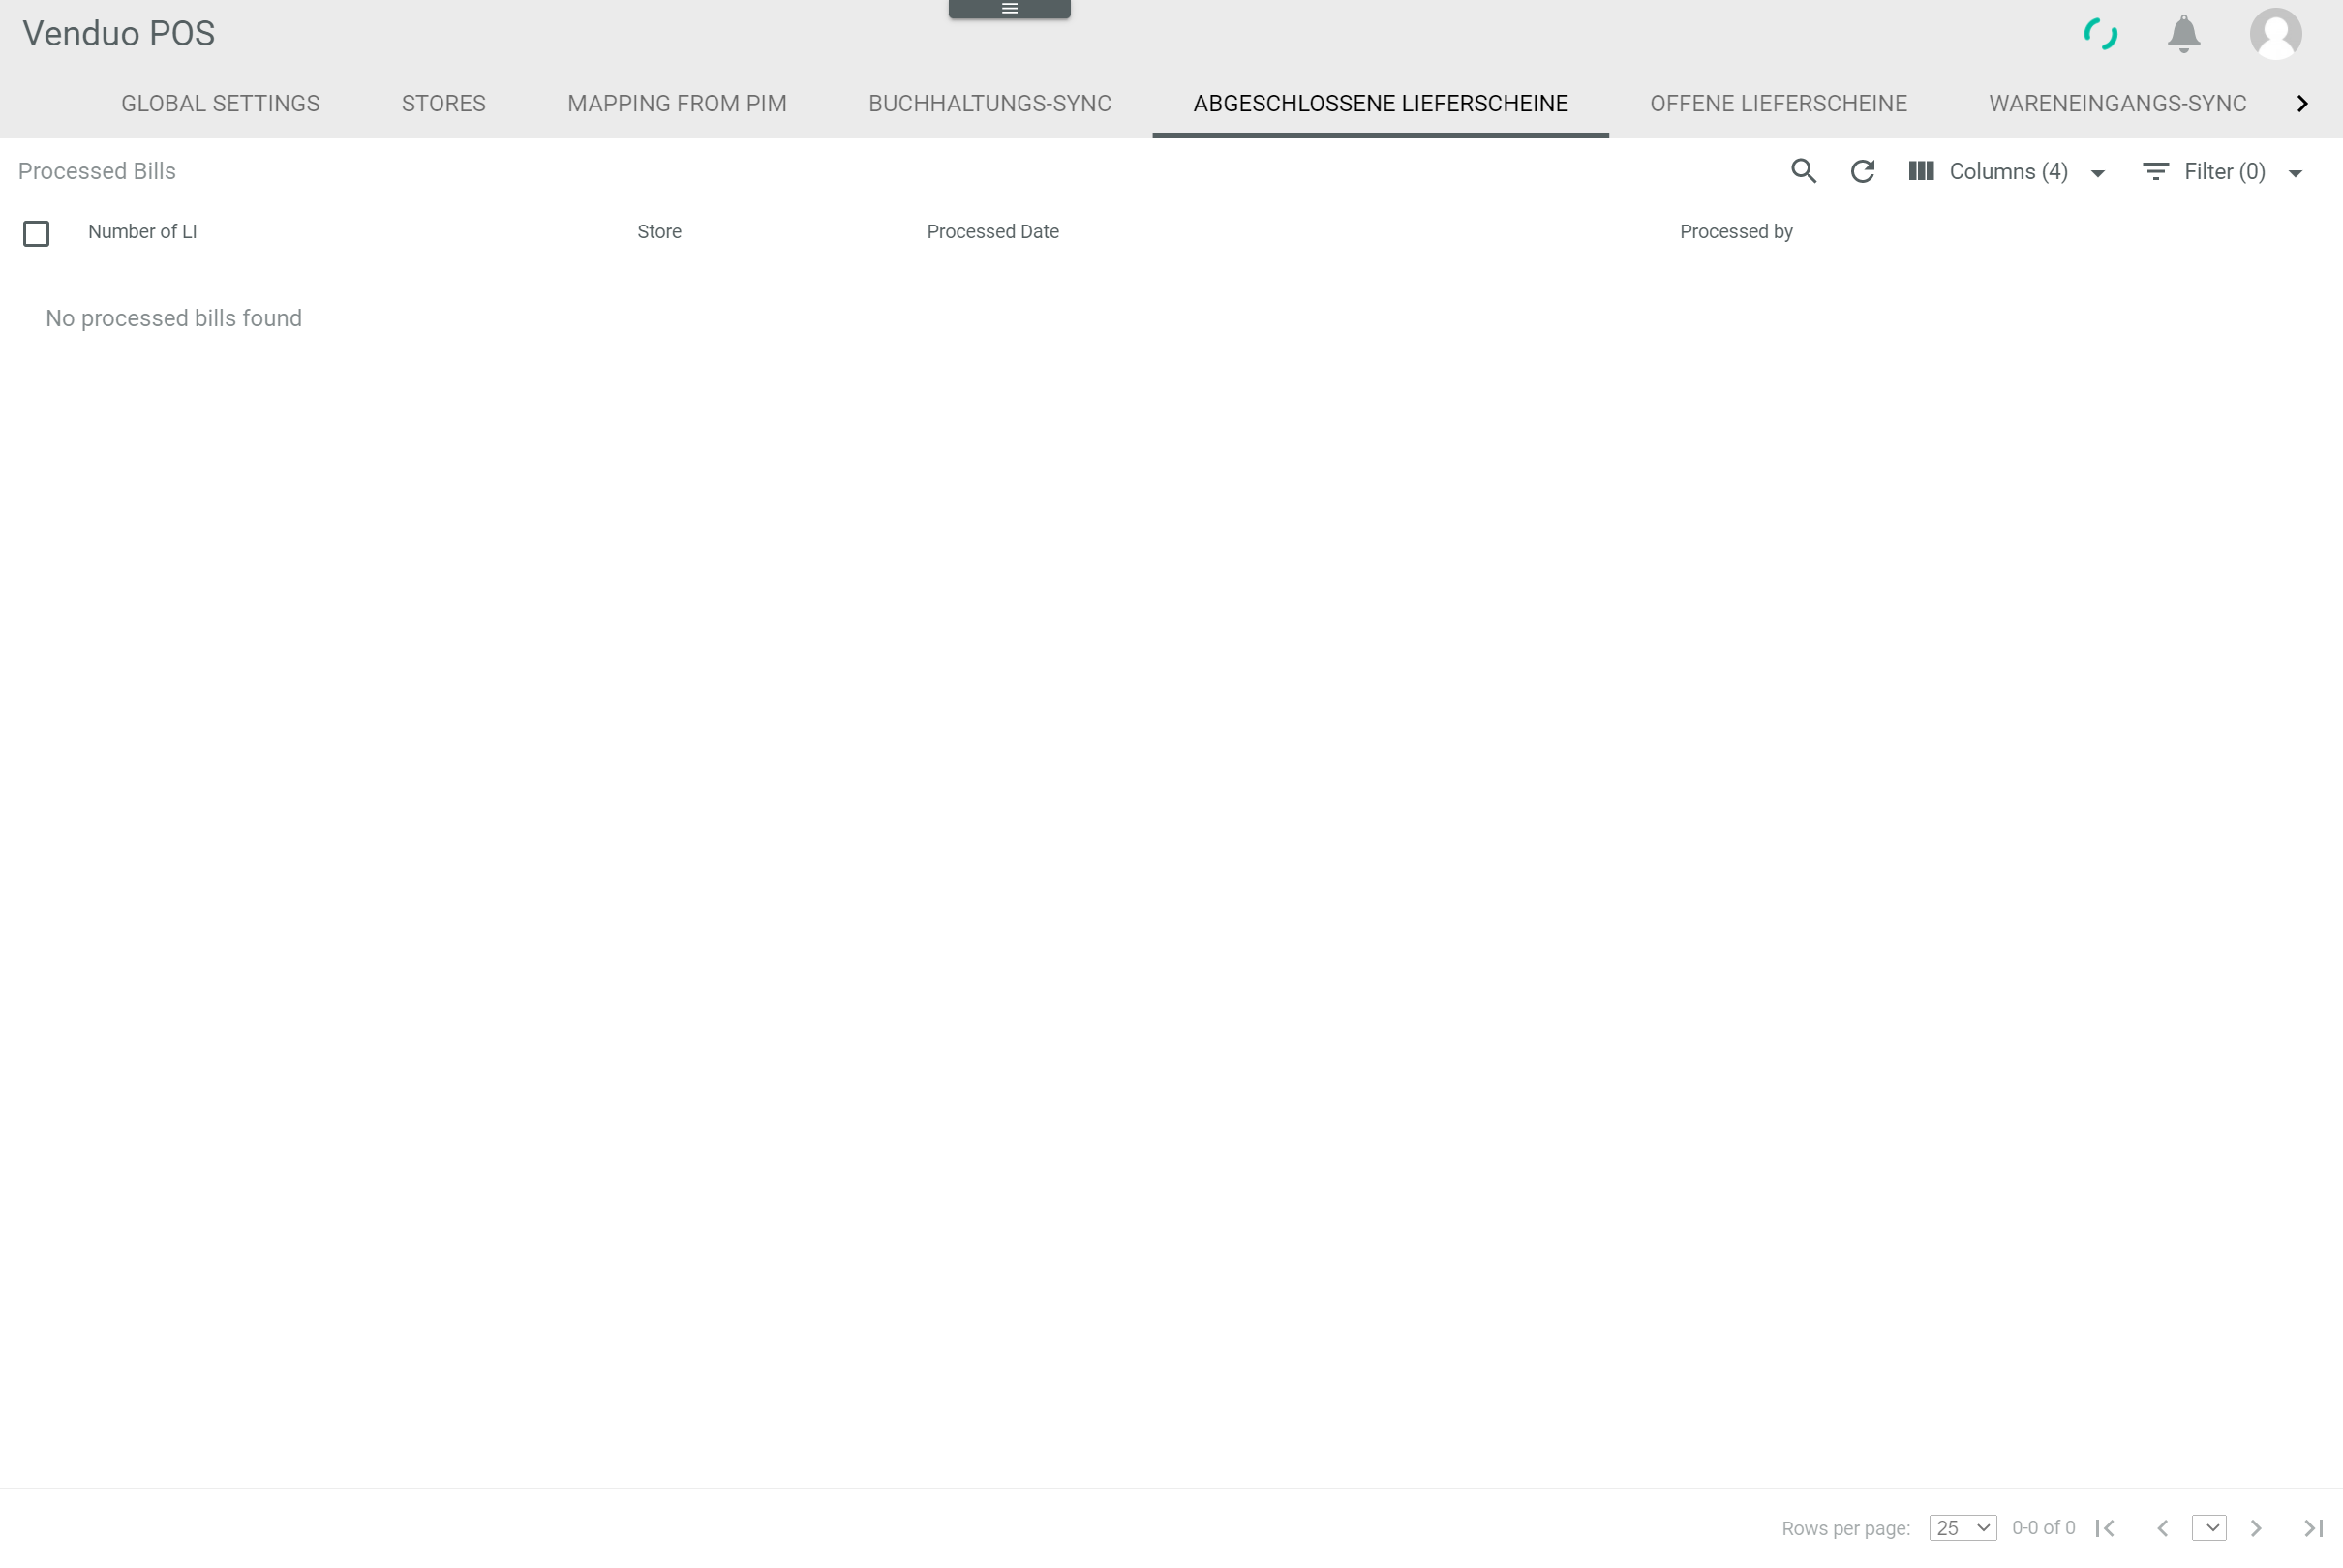 Venduo POS
GLOBAL SETTINGS STORES MAPPING FROM PIM BUCHHALTUNGS-SYNC ABGESCHLOSSENE LIEFERSCHEINE OFFENE LIEFERSCHEINE WARENEINGANGS-SYNC
Processed Bills Columns (4) Filter (0)
Number of LI Store Processed Date Processed by
No processed bills found
Rows per page: 25 0-0 of 0